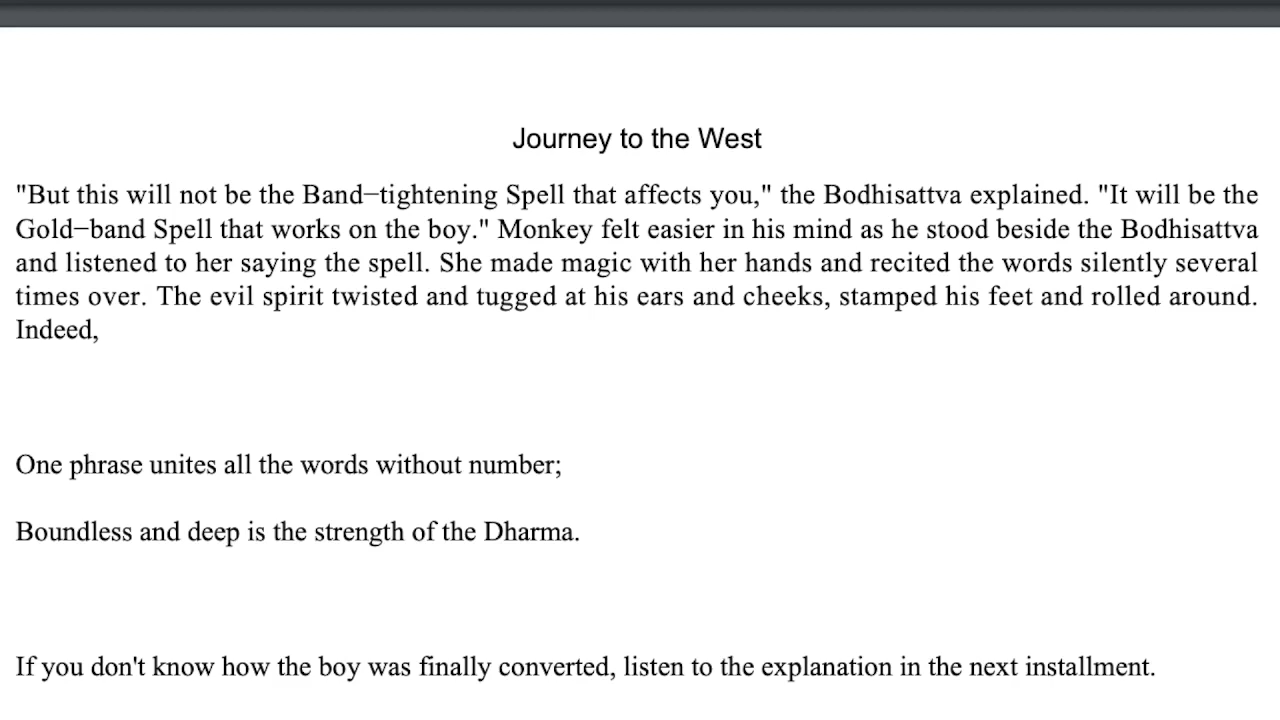 Journey to the West
"But this will not be the Band−tightening Spell that affects you," the Bodhisattva explained. "It will be the
Gold−band Spell that works on the boy." Monkey felt easier in his mind as he stood beside the Bodhisattva
and listened to her saying the spell. She made magic with her hands and recited the words silently several
times over. The evil spirit twisted and tugged at his ears and cheeks, stamped his feet and rolled around.
Indeed,
One phrase unites all the words without number;
Boundless and deep is the strength of the Dharma.
If you don't know how the boy was finally converted, listen to the explanation in the next installment.